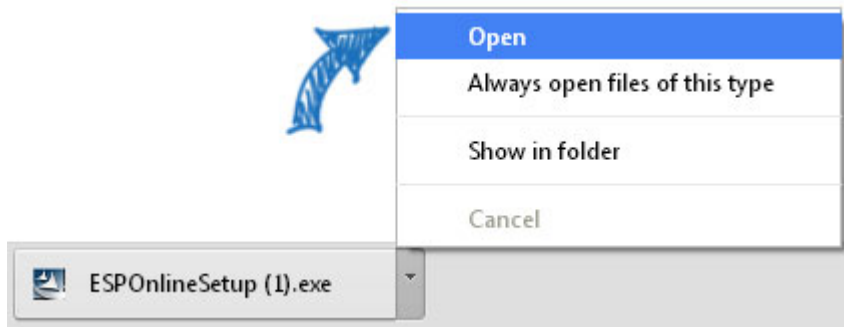 Open
Always open files of this type
Show in folder
Cancel
ESPOnlineSetup (1).exe